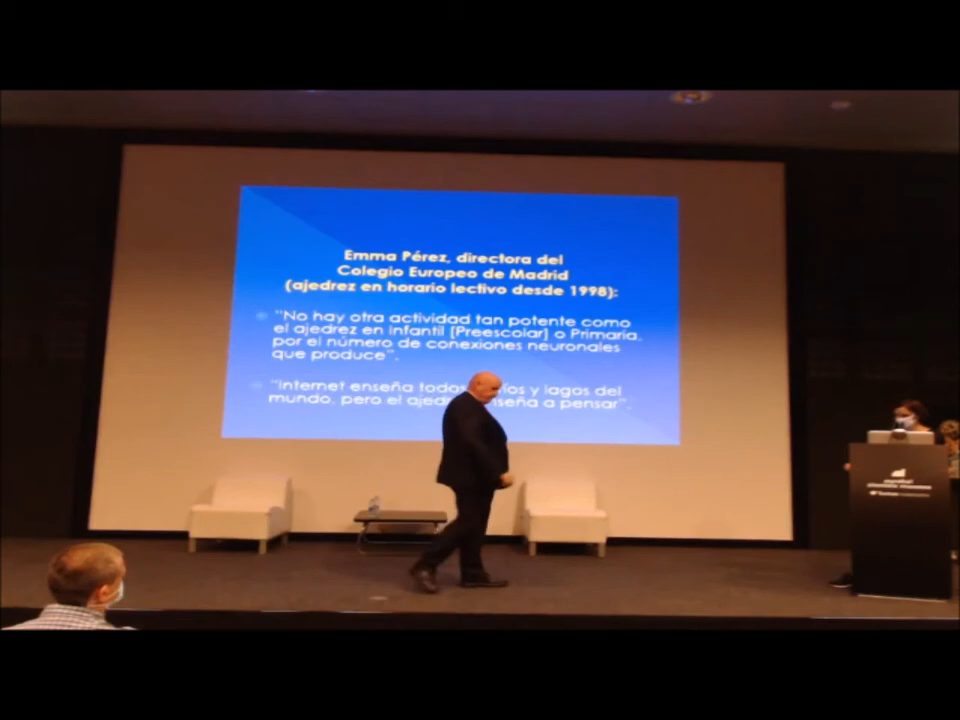 Emma Pérez, directora del
Colegio Europeo de Madrid
(ajedrez en horario lectivo desde 1998):
"No hay otra actividad tan potente como
el ajedrez en Infantil [Preescolar] o Primaria,
por el número de conexiones neuronales
que produce".
"Internet enseña todos y lagos del
mundo, pero el enseña a pensar".